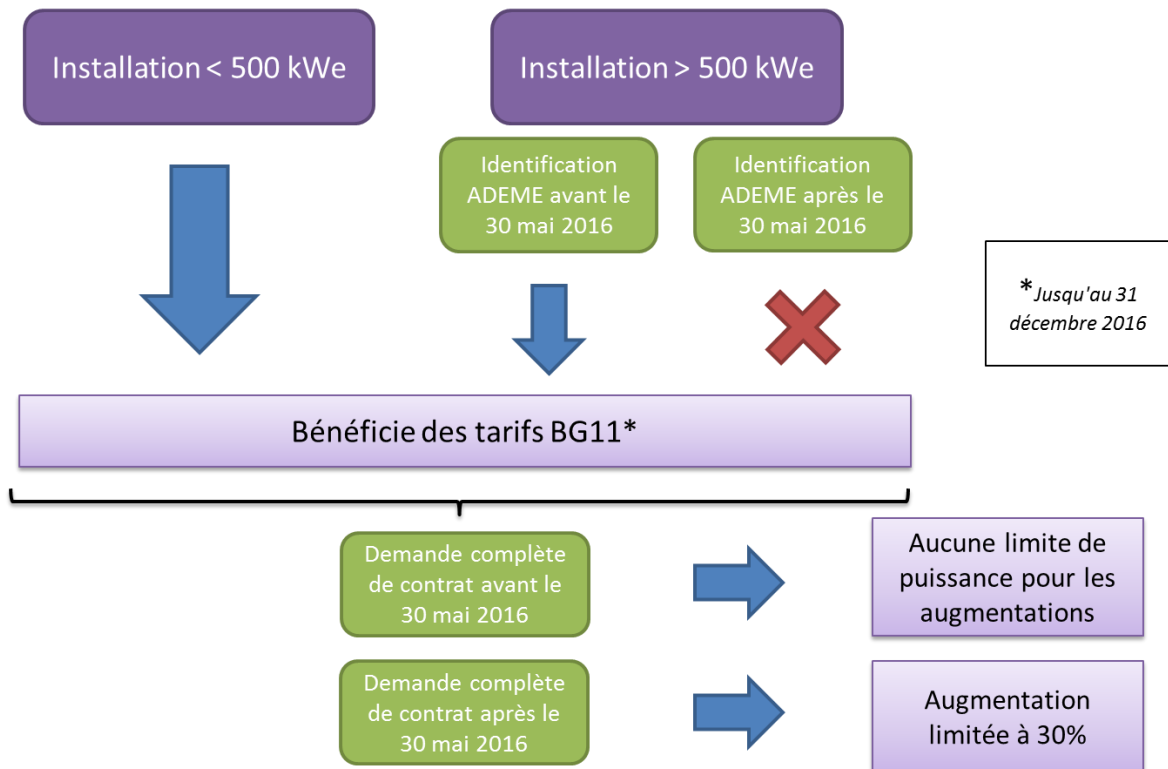 Installation < 500 kWe
Installation > 500 kWe
Identification
ADEME avant le
30 mai 2016
Identification
ADEME après le
30 mai 2016
*Jusqu'au 31
décembre 2016
Bénéficie des tarifs BG11*
Demande complète
de contrat avant le
30 mai 2016
Aucune limite de
puissance pour les
augmentations
Demande complète
de contrat après le
30 mai 2016
Augmentation
limitée à 30%